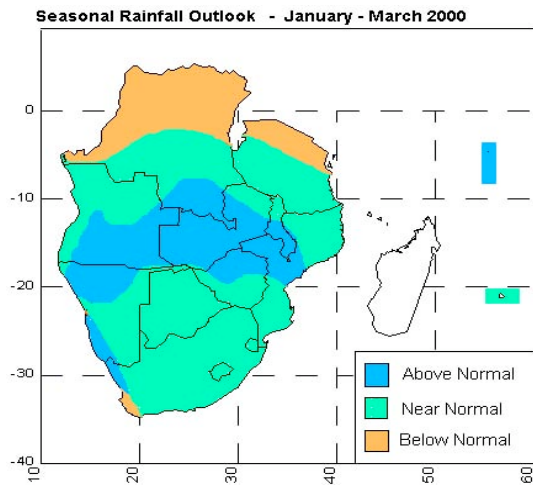 Seasonal Rainfall Outlook - January - March 2000
0
-10
-20
-30
-40
10
20
30
40
50
60
Above Normal
Near Normal
Below Normal